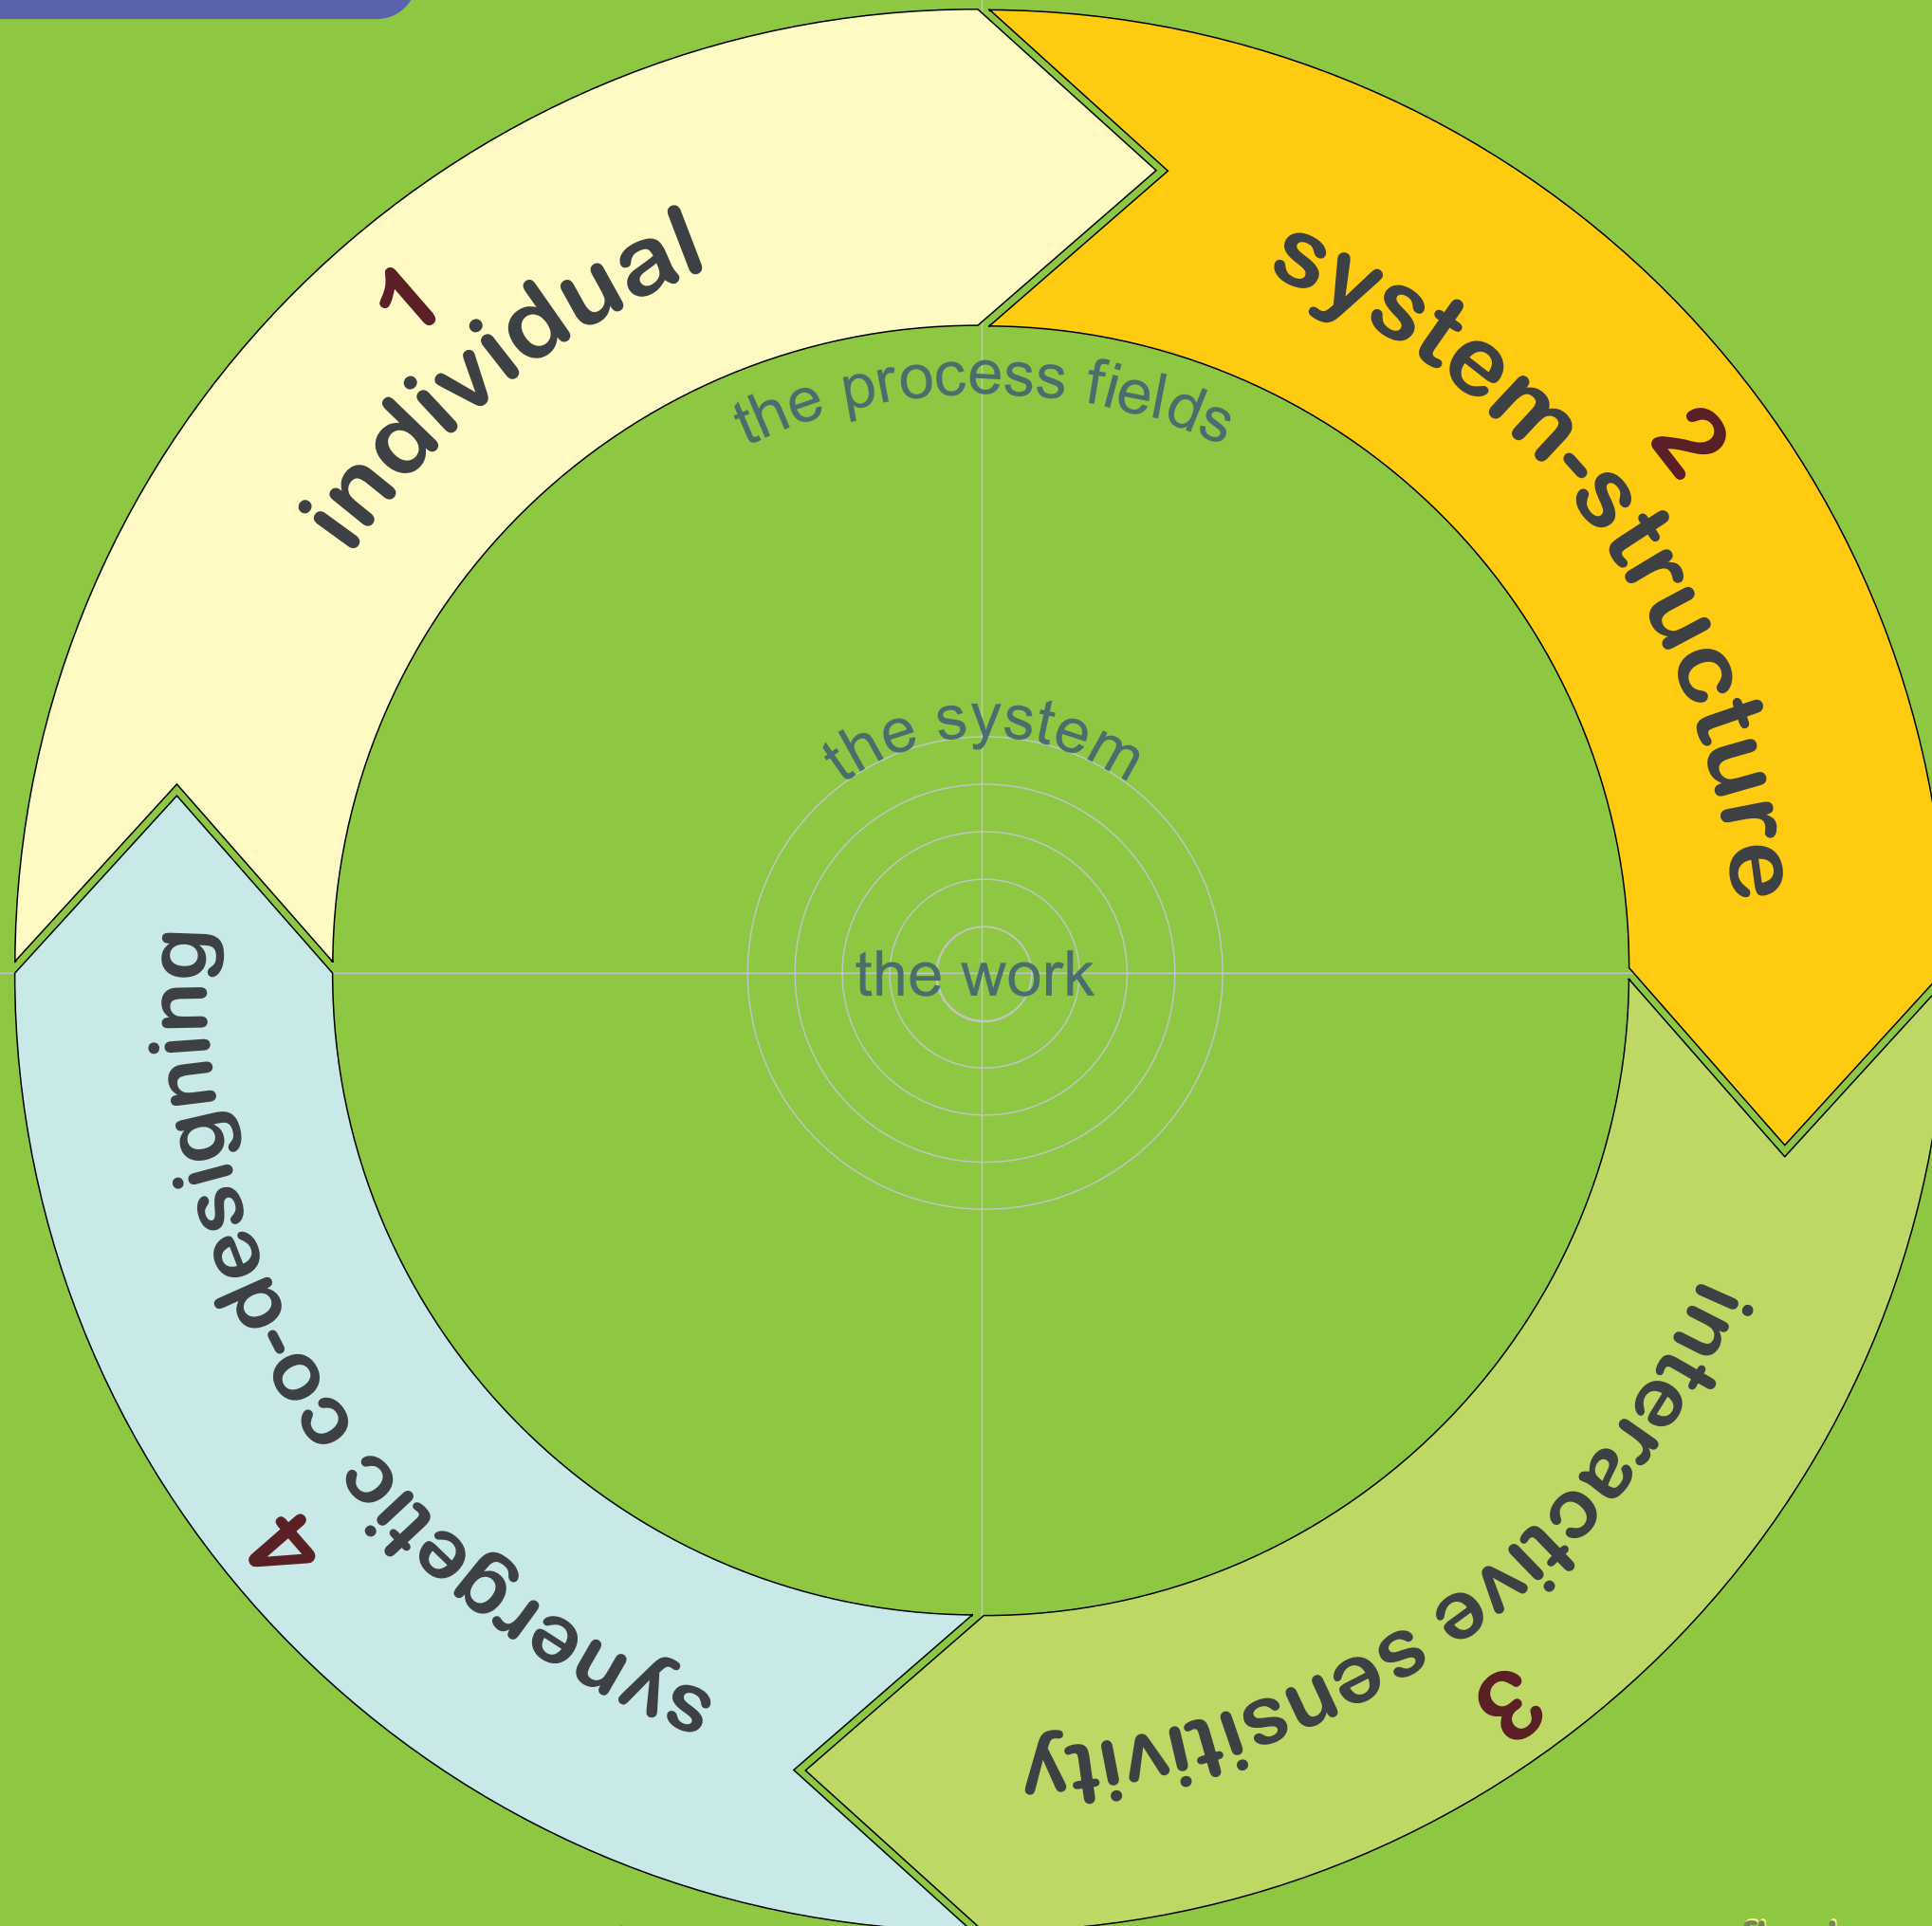 1
individual
2
system-structure
3
interactive sensitivity
4
synergetic co-designing
the process fields
the system
the work